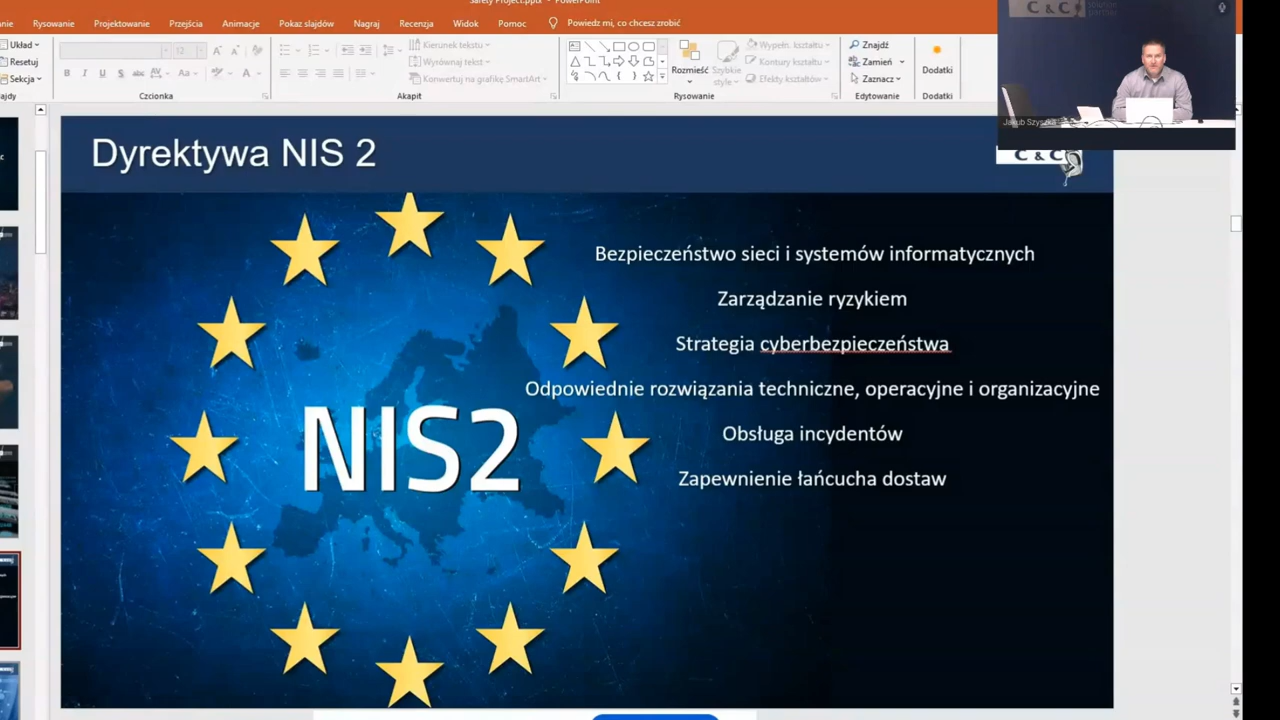 Safety Project.pptx - PowerPoint
Rysowanie Projektowanie Przejścia Animacje Pokaz slajdów Nagraj Recenzja Widok Pomoc Powiedz mi, co chcesz zrobić
Układ
Resetuj
Sekcja
12
Czcionka
Kierunek tekstu
Wyrównaj tekst
Konwertuj na grafikę SmartArt
Akapit
Rozmieść
Szybkie style
Wypełn. kształtu
Kontury kształtu
Efekty kształtów
Rysowanie
Znajdź
Zamień
Zaznacz
Edytowanie
Dodatki
Dodatki
C & C
Dyrektywa NIS 2
C & C
Bezpieczeństwo sieci i systemów informatycznych
Zarządzanie ryzykiem
Strategia cyberbezpieczeństwa
Odpowiednie rozwiązania techniczne, operacyjne i organizacyjne
Obsługa incydentów
Zapewnienie łańcucha dostaw
NIS2